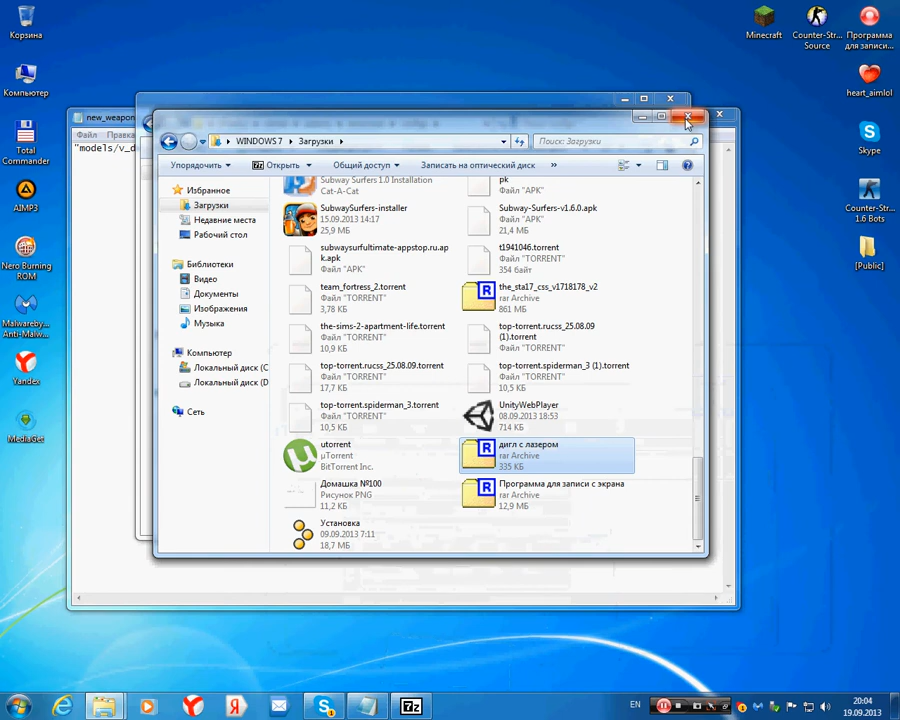 Корзина
Компьютер
Total
Commander
AIMP3
Nero Burning
ROM
Malwareby...
Anti-Malw...
Yandex
MediaGet
Minecraft
Counter-Str...
Source
Программа
для записи...
heart_aimlol
Skype
Counter-Str...
1.6 Bots
[Public]
new_weapon
Файл Правка
"models/v_d
WINDOWS 7 Загрузки
Поиск: Загрузки
Упорядочить
Открыть
Общий доступ
Записать на оптический диск
»
Избранное
Загрузки
Недавние места
Рабочий стол
Библиотеки
Видео
Документы
Изображения
Музыка
Компьютер
Локальный диск (C
Локальный диск (D
Сеть
Subway Surfers 1.0 Installation
Cat-A-Cat
pk
Файл "APK"
SubwaySurfers-installer
15.09.2013 14:17
25,9 МБ
Subway-Surfers-v1.6.0.apk
Файл "APK"
21,4 МБ
subwaysurfultimate-appstop.ru.ap
k.apk
Файл "APK"
t1941046.torrent
Файл "TORRENT"
354 байт
team_fortress_2.torrent
Файл "TORRENT"
3,78 КБ
the_sta17_css_v1718178_v2
rar Archive
861 МБ
the-sims-2-apartment-life.torrent
Файл "TORRENT"
10,9 КБ
top-torrent.rucss_25.08.09
(1).torrent
Файл "TORRENT"
top-torrent.rucss_25.08.09.torrent
Файл "TORRENT"
17,7 КБ
top-torrent.spiderman_3 (1).torrent
Файл "TORRENT"
10,5 КБ
top-torrent.spiderman_3.torrent
Файл "TORRENT"
10,5 КБ
UnityWebPlayer
08.09.2013 18:53
714 КБ
utorrent
µTorrent
BitTorrent Inc.
дигл с лазером
rar Archive
335 КБ
Домашка №100
Рисунок PNG
11,2 КБ
Программа для записи с экрана
rar Archive
12,9 МБ
Установка
09.09.2013 7:11
18,7 МБ
EN
20:04
19.09.2013